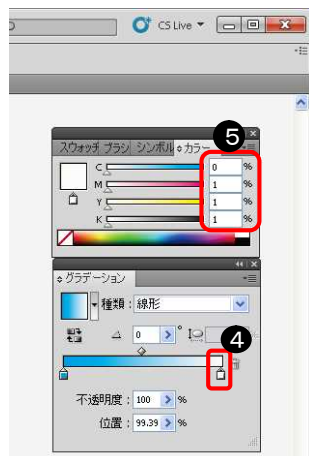 CS Live
5
スウォッチ ブラシ シンボル カラー
C 0 %
M 1 %
Y 1 %
K 1 %
グラデーション
種類：線形
0 °
4
不透明度：100 %
位置：99.39 %